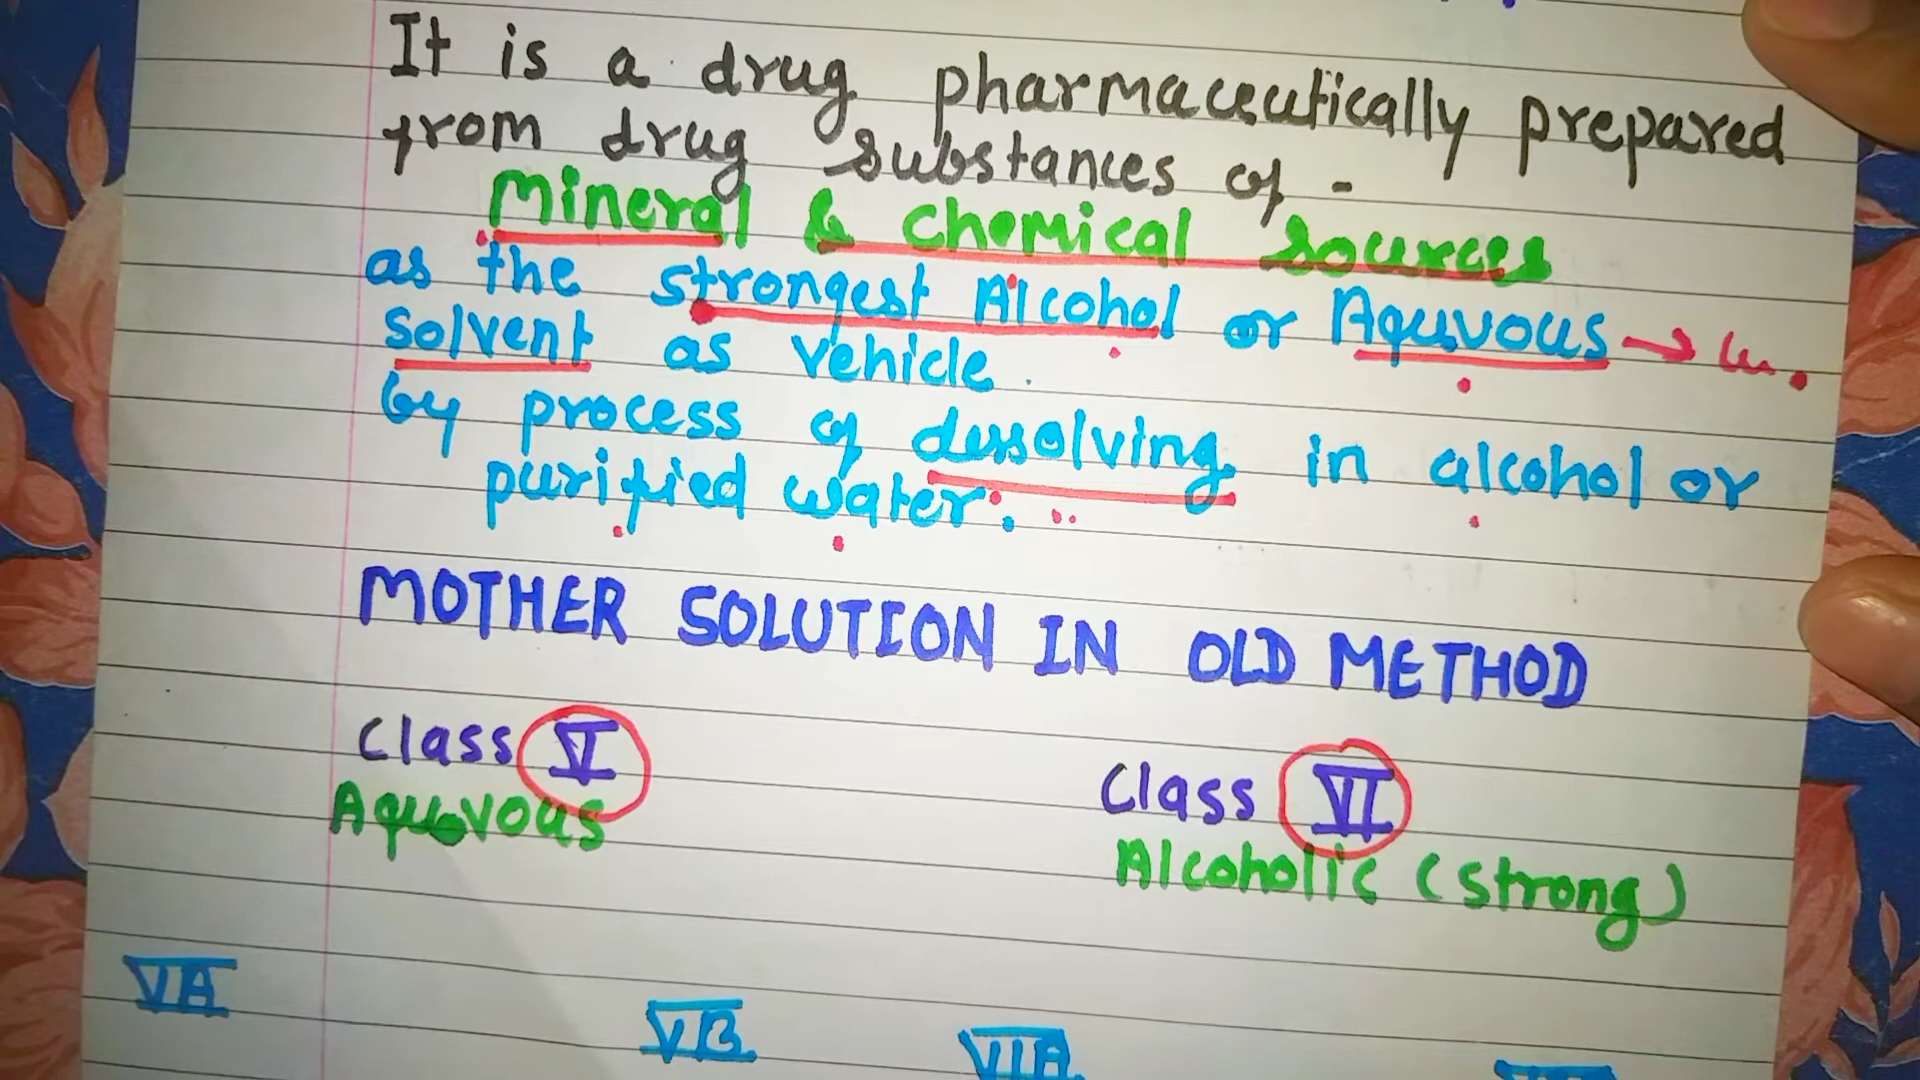 It is a drug pharmaceutically prepared
from drug substances of -
Mineral & chemical sources
as the strongest Alcohol or Aquvous →
solvent as vehicle.
by process of dessolving in alcohol or
purified water.
MOTHER SOLUTION IN OLD METHOD
Class V
Class VI
Aquovous
Alcoholic (strong)
VA
VB
VIA